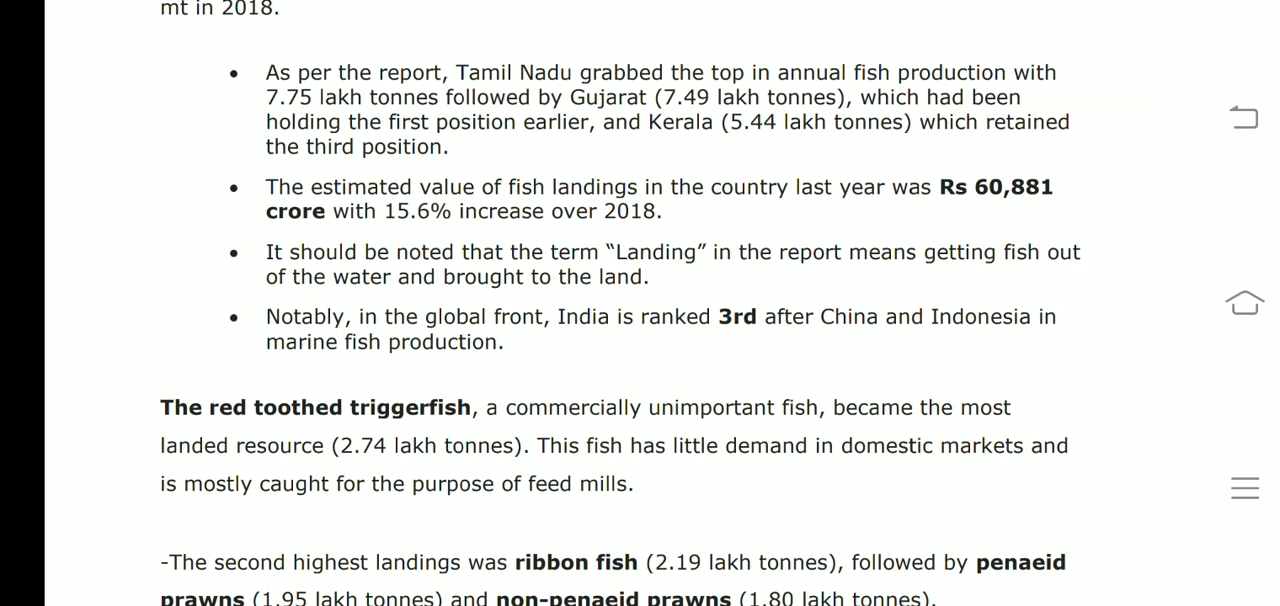 mt in 2018.
• As per the report, Tamil Nadu grabbed the top in annual fish production with
7.75 lakh tonnes followed by Gujarat (7.49 lakh tonnes), which had been
holding the first position earlier, and Kerala (5.44 lakh tonnes) which retained
the third position.
• The estimated value of fish landings in the country last year was Rs 60,881
crore with 15.6% increase over 2018.
• It should be noted that the term “Landing” in the report means getting fish out
of the water and brought to the land.
• Notably, in the global front, India is ranked 3rd after China and Indonesia in
marine fish production.
The red toothed triggerfish, a commercially unimportant fish, became the most
landed resource (2.74 lakh tonnes). This fish has little demand in domestic markets and
is mostly caught for the purpose of feed mills.
-The second highest landings was ribbon fish (2.19 lakh tonnes), followed by penaeid
prawns (1.95 lakh tonnes) and non-penaeid prawns (1.80 lakh tonnes).